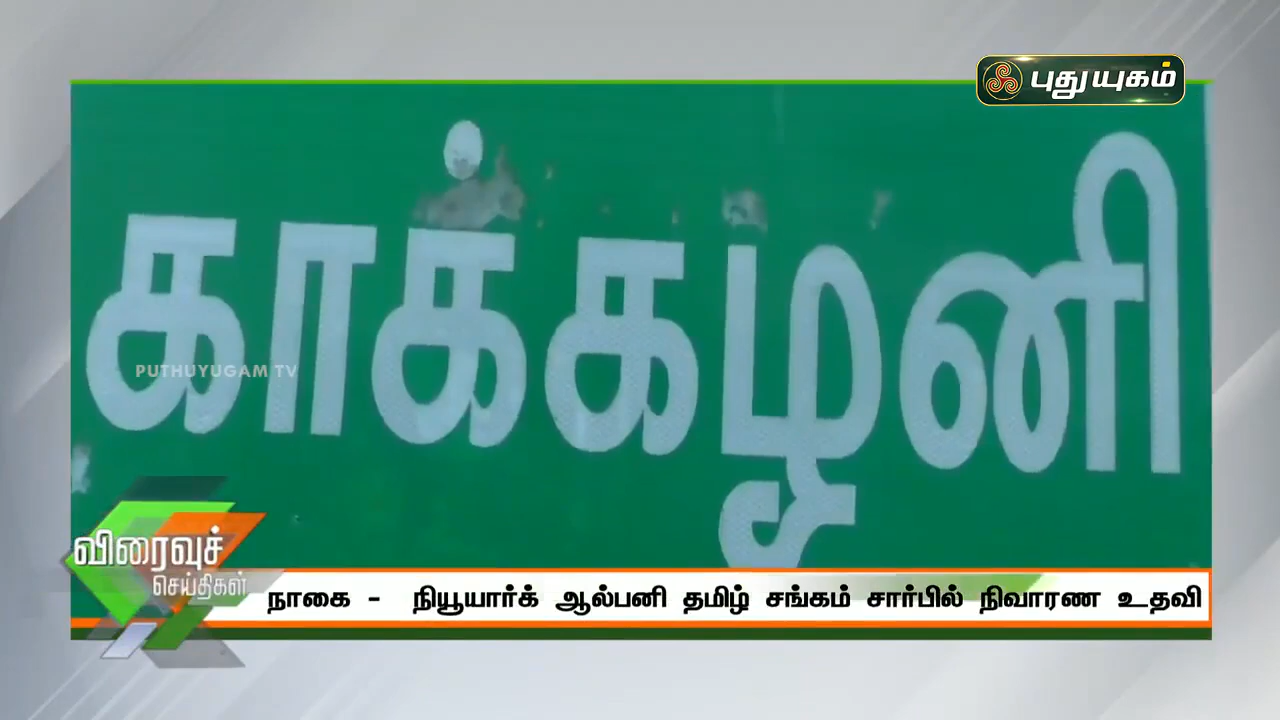 புதுயுகம்
காக்கழனி
PUTHUYUGAM TV
விரைவுச்
செய்திகள்
நாகை - நியூயார்க் ஆல்பனி தமிழ் சங்கம் சார்பில் நிவாரண உதவி